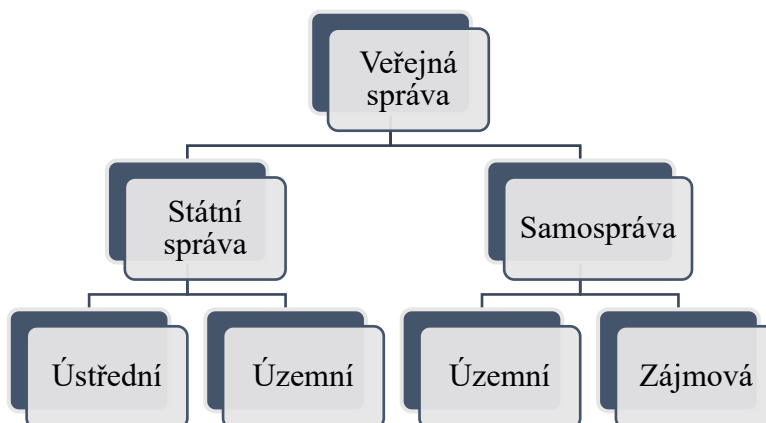 Veřejná
správa
Státní
správa
Samospráva
Ústřední
Územní
Územní
Zájmová